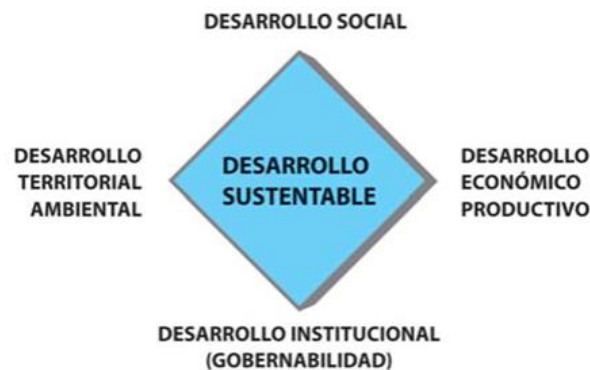 DESARROLLO SOCIAL
DESARROLLO
TERRITORIAL
AMBIENTAL
DESARROLLO
SUSTENTABLE
DESARROLLO
ECONÓMICO
PRODUCTIVO
DESARROLLO INSTITUCIONAL
(GOBERNABILIDAD)